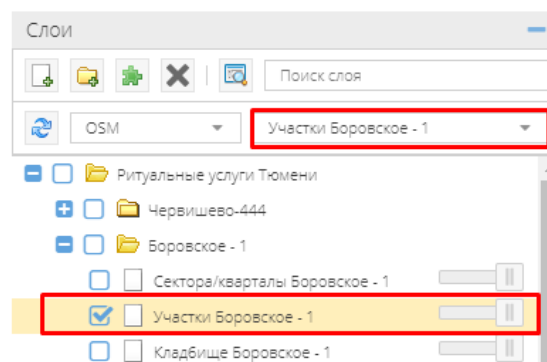 Слои
Поиск слоя
OSM Участки Боровское - 1
Ритуальные услуги Тюмени
Червишево-444
Боровское - 1
Сектора/кварталы Боровское - 1
Участки Боровское - 1
Кладбище Боровское - 1